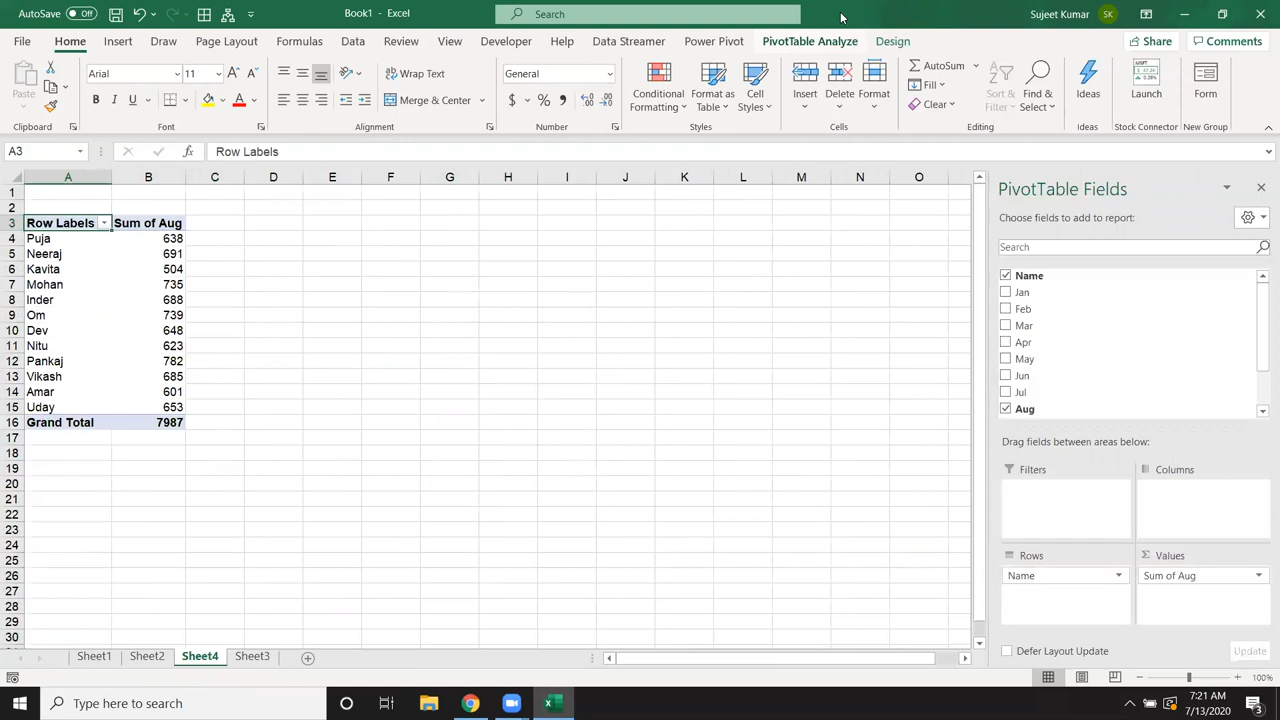 AutoSave Off Book1 - Excel Search Sujeet Kumar SK
File Home Insert Draw Page Layout Formulas Data Review View Developer Help Data Streamer Power Pivot PivotTable Analyze Design Share Comments
Paste Arial 11 Wrap Text General Conditional Formatting Format as Table Cell Styles Insert Delete Format AutoSum Sort & Filter Find & Select Ideas Launch Form
B I U A Merge & Center $ % Fill
Clear
Clipboard Font Alignment Number Styles Cells Editing Ideas Stock Connector New Group
A3 fx Row Labels
A B C D E F G H I J K L M N O
1
2
3 Row Labels Sum of Aug
4 Puja 638
5 Neeraj 691
6 Kavita 504
7 Mohan 735
8 Inder 688
9 Om 739
10 Dev 648
11 Nitu 623
12 Pankaj 782
13 Vikash 685
14 Amar 601
15 Uday 653
16 Grand Total 7987
17
18
19
20
21
22
23
24
25
26
27
28
29
30
PivotTable Fields
Choose fields to add to report:
Search
Name
Jan
Feb
Mar
Apr
May
Jun
Jul
Aug
Drag fields between areas below:
Filters Columns
Rows Values
Name Sum of Aug
Defer Layout Update Update
Sheet1 Sheet2 Sheet4 Sheet3
100%
Type here to search
7:21 AM
7/13/2020
3